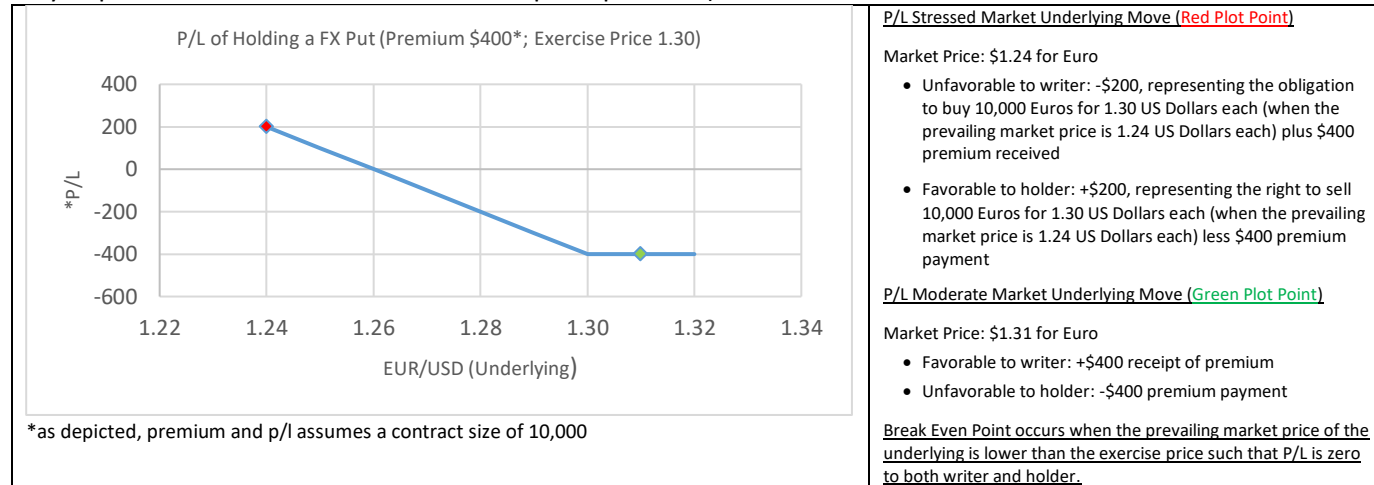 P/L of Holding a FX Put (Premium $400*; Exercise Price 1.30)
400
200
0
-200
-400
-600
*P/L
1.22 1.24 1.26 1.28 1.30 1.32 1.34
EUR/USD (Underlying)
*as depicted, premium and p/l assumes a contract size of 10,000
P/L Stressed Market Underlying Move (Red Plot Point)
Market Price: $1.24 for Euro
• Unfavorable to writer: -$200, representing the obligation
to buy 10,000 Euros for 1.30 US Dollars each (when the
prevailing market price is 1.24 US Dollars each) plus $400
premium received
• Favorable to holder: +$200, representing the right to sell
10,000 Euros for 1.30 US Dollars each (when the prevailing
market price is 1.24 US Dollars each) less $400 premium
payment
P/L Moderate Market Underlying Move (Green Plot Point)
Market Price: $1.31 for Euro
• Favorable to writer: +$400 receipt of premium
• Unfavorable to holder: -$400 premium payment
Break Even Point occurs when the prevailing market price of the
underlying is lower than the exercise price such that P/L is zero
to both writer and holder.